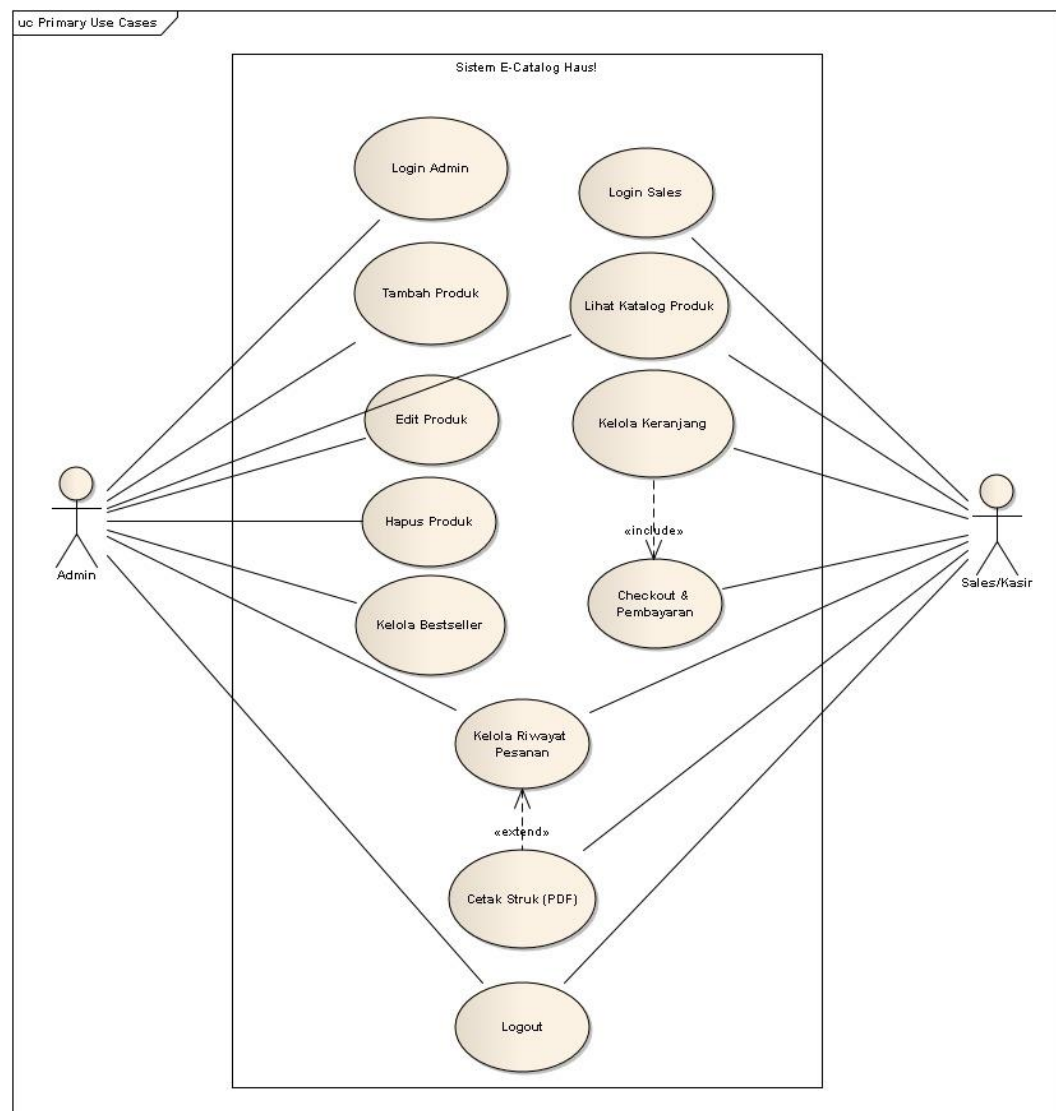 uc Primary Use Cases
Sistem E-Catalog Haus!
Login Admin
Login Sales
Tambah Produk
Lihat Katalog Produk
Edit Produk
Kelola Keranjang
Hapus Produk
«include»
Admin
Sales/Kasir
Checkout &
Pembayaran
Kelola Bestseller
Kelola Riwayat
Pesanan
«extend»
Cetak Struk (PDF)
Logout